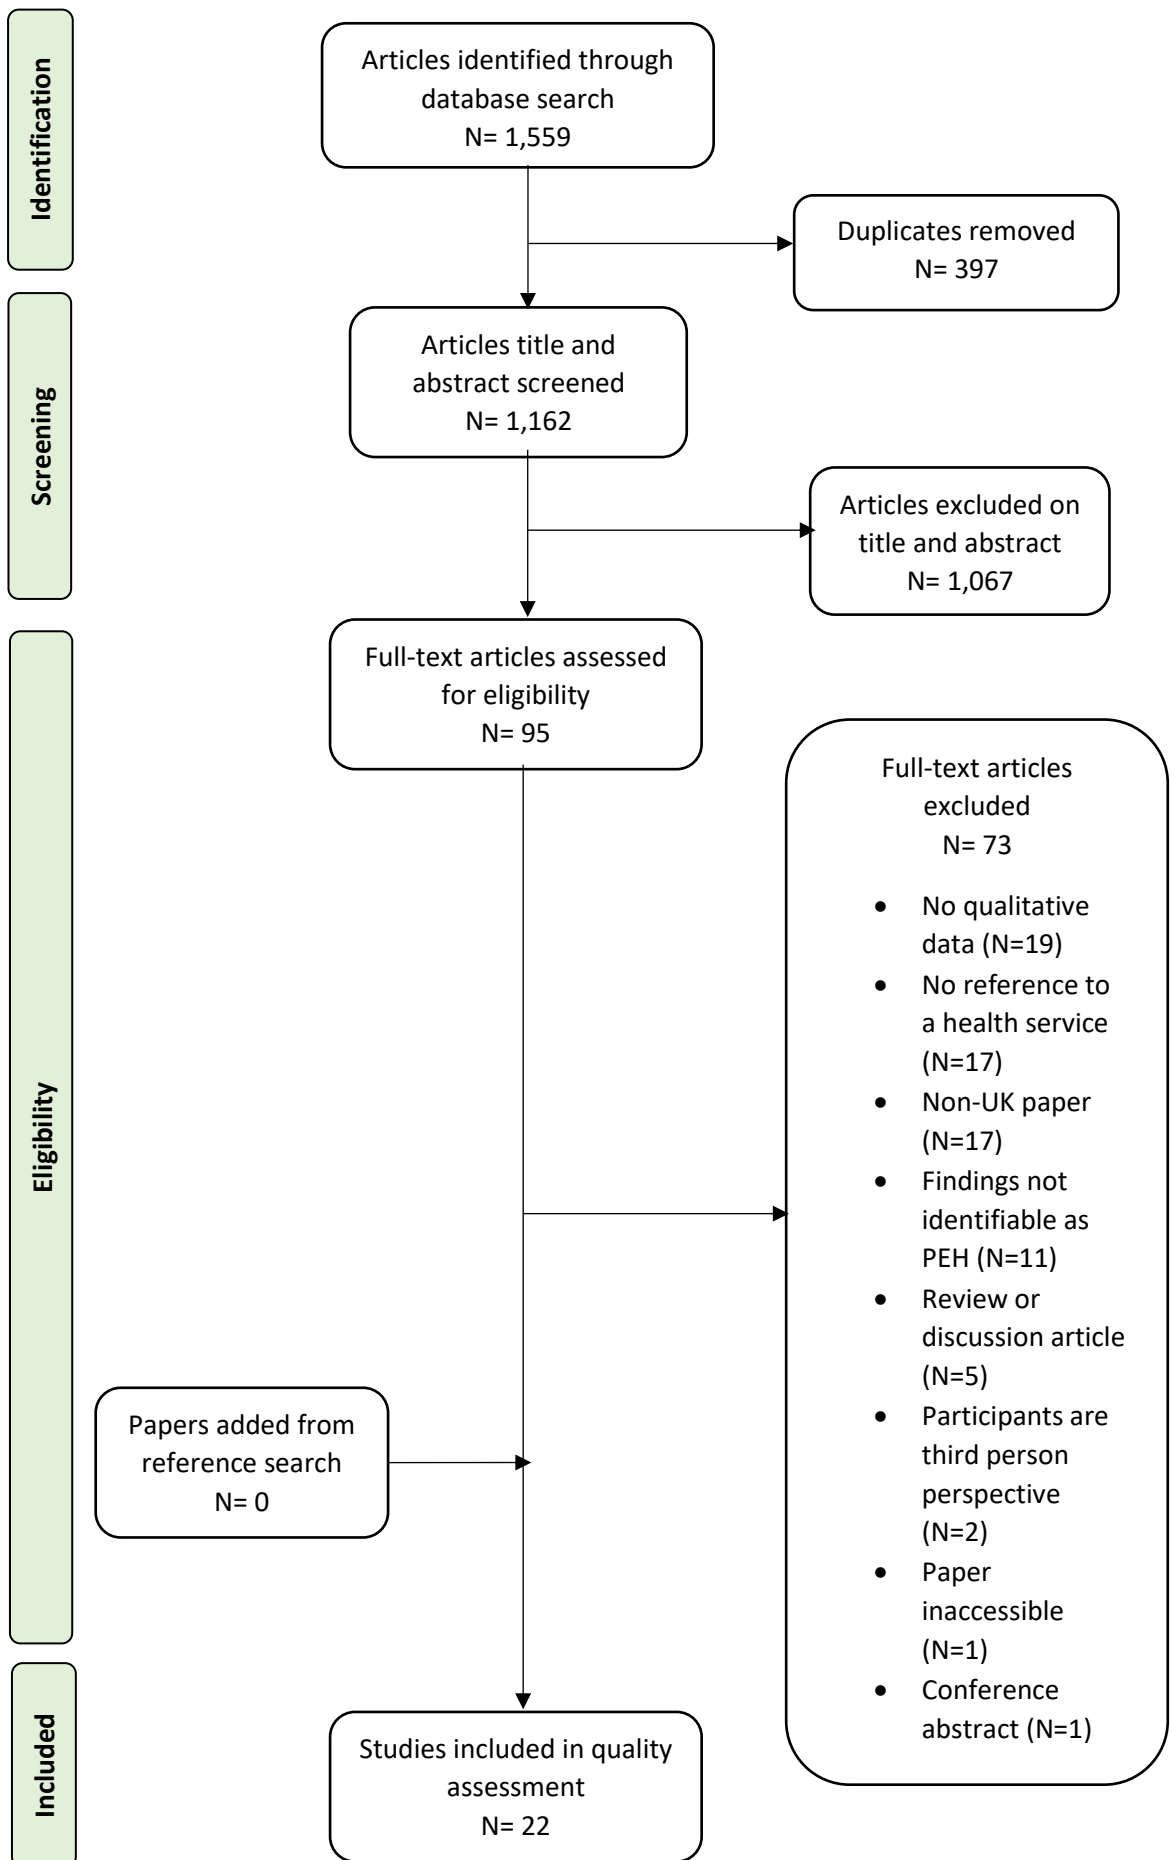 Identification
Articles identified through
database search
N= 1,559
Duplicates removed
N= 397
Screening
Articles title and
abstract screened
N= 1,162
Articles excluded on
title and abstract
N= 1,067
Eligibility
Full-text articles assessed
for eligibility
N= 95
Full-text articles
excluded
N= 73
• No qualitative
data (N=19)
• No reference to
a health service
(N=17)
• Non-UK paper
(N=17)
• Findings not
identifiable as
PEH (N=11)
• Review or
discussion article
(N=5)
• Participants are
third person
perspective
(N=2)
• Paper
inaccessible
(N=1)
• Conference
abstract (N=1)
Papers added from
reference search
N= 0
Included
Studies included in quality
assessment
N= 22